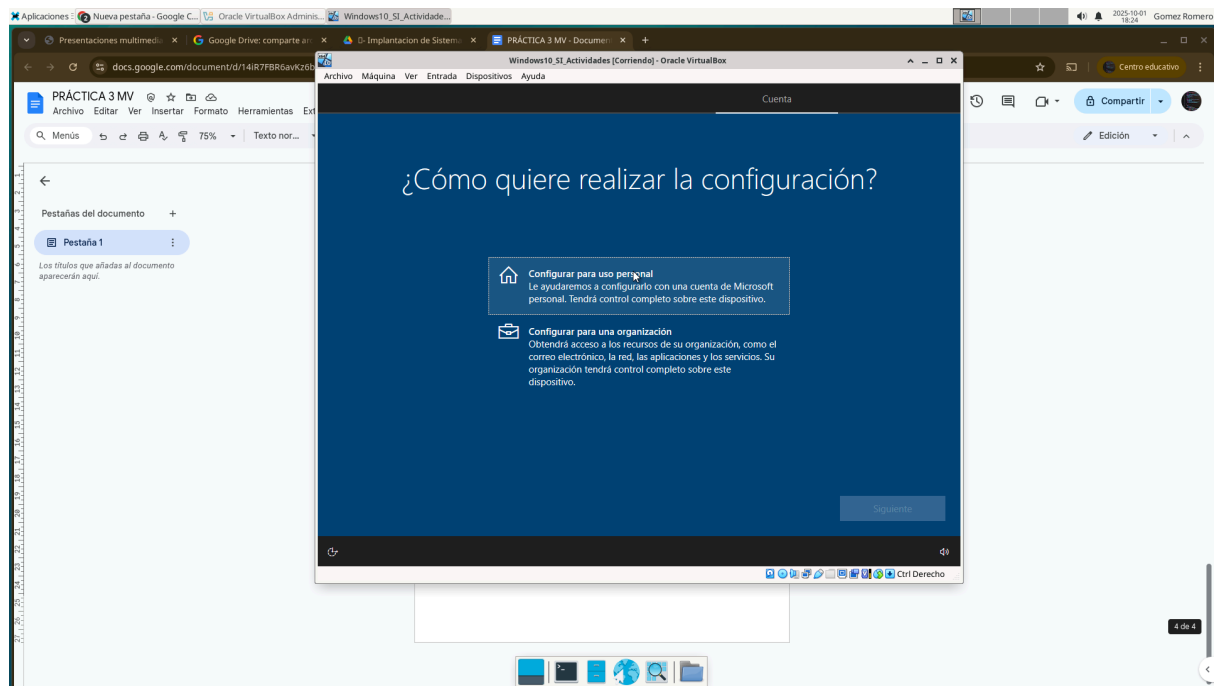 Aplicaciones
Nueva pestaña - Google C...
Oracle VirtualBox Adminis...
Windows10_SI_Actividade...
2025-10-01
18:24
Gomez Romero
Presentaciones multimedia
Google Drive: comparte ar
D- Implantacion de Sistema
PRÁCTICA 3 MV - Documen
docs.google.com/document/d/14iR7FBR6avKz6b
Centro educativo
Windows10_SI_Actividades [Corriendo] - Oracle VirtualBox
Archivo Máquina Ver Entrada Dispositivos Ayuda
PRÁCTICA 3 MV
Archivo Editar Ver Insertar Formato Herramientas Ext
Compartir
Menús 75% Texto nor...
Edición
Pestañas del documento +
Pestaña 1
Los títulos que añadas al documento
aparecerán aquí.
Cuenta
¿Cómo quiere realizar la configuración?
Configurar para uso personal
Le ayudaremos a configurarlo con una cuenta de Microsoft
personal. Tendrá control completo sobre este dispositivo.
Configurar para una organización
Obtendrá acceso a los recursos de su organización, como el
correo electrónico, la red, las aplicaciones y los servicios. Su
organización tendrá control completo sobre este
dispositivo.
Siguiente
Ctrl Derecho
4 de 4